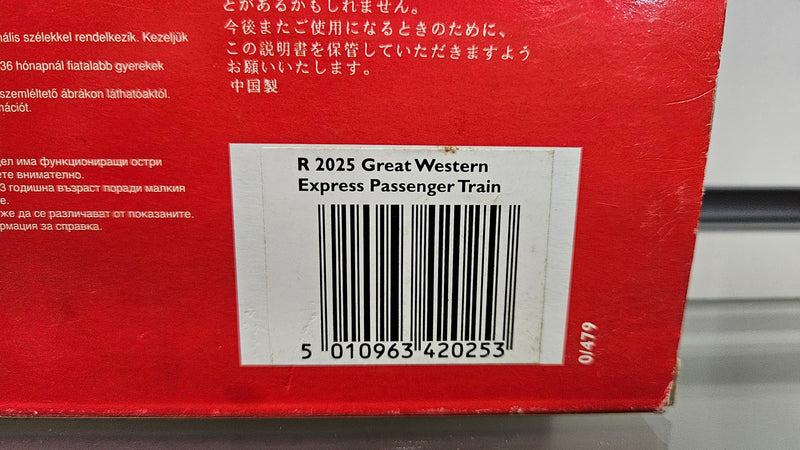 とがあるかもしれません。
今後またご使用になるときのために、
この説明書を保管していただきますよう
お願いいたします。
中国製
nális szélekkel rendelkezik. Kezeljük
36 hónapnál fiatalabb gyerekek
szemléltető ábrákon láthatóaktól.
mációt.
дел има функциониращи остри
ете внимателно.
3 годишна възраст поради малкия
е.
же да се различават от показаните.
рмация за справка.
R 2025 Great Western
Express Passenger Train
5 010963 420253
0/479